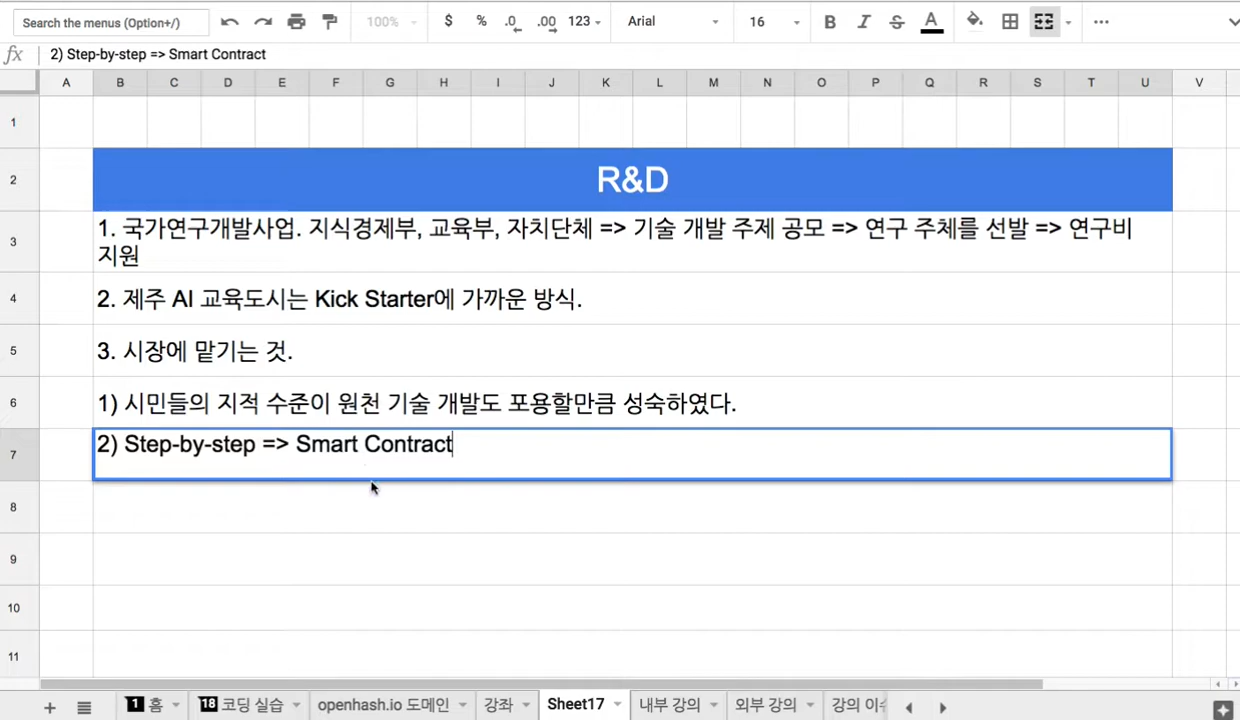 Search the menus (Option+/)
100%
$ % .0 .00 123
Arial
16
B I S A
fx 2) Step-by-step => Smart Contract
A B C D E F G H I J K L M N O P Q R S T U V
1
2
R&D
3
1. 국가연구개발사업. 지식경제부, 교육부, 자치단체 => 기술 개발 주제 공모 => 연구 주체를 선발 => 연구비
지원
4
2. 제주 AI 교육도시는 Kick Starter에 가까운 방식.
5
3. 시장에 맡기는 것.
6
1) 시민들의 지적 수준이 원천 기술 개발도 포용할만큼 성숙하였다.
7
2) Step-by-step => Smart Contract
8
9
10
11
1 홈
18 코딩 실습
openhash.io 도메인
강좌
Sheet17
내부 강의
외부 강의
강의 이